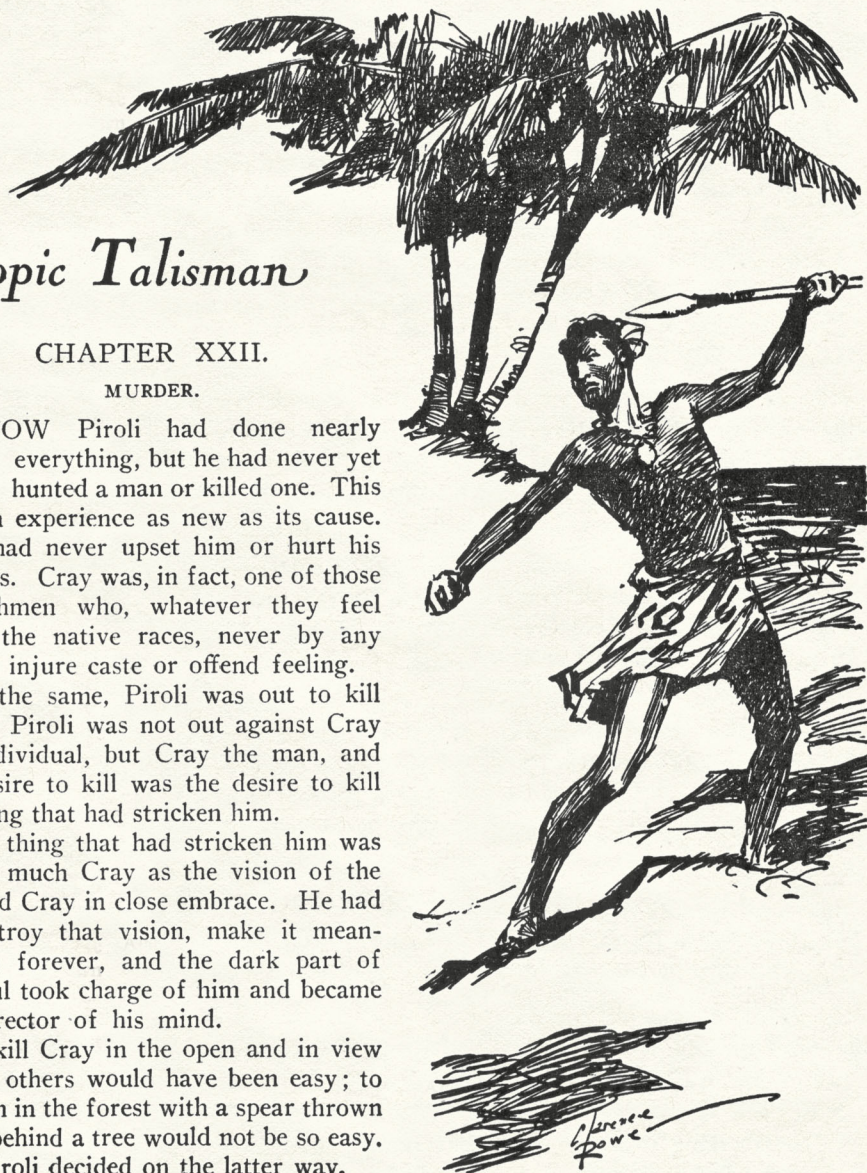 opic Talisman
CHAPTER XXII.
MURDER.
OW Piroli had done nearly
everything, but he had never yet
hunted a man or killed one. This
experience as new as its cause.
had never upset him or hurt his
s. Cray was, in fact, one of those
hmen who, whatever they feel
the native races, never by any
injure caste or offend feeling.
the same, Piroli was out to kill
Piroli was not out against Cray
dividual, but Cray the man, and
sire to kill was the desire to kill
ng that had stricken him.
thing that had stricken him was
much Cray as the vision of the
d Cray in close embrace. He had
troy that vision, make it mean-
forever, and the dark part of
ul took charge of him and became
rector of his mind.
kill Cray in the open and in view
others would have been easy; to
n in the forest with a spear thrown
behind a tree would not be so easy.
roli decided on the latter way.
Clarence
Rowe